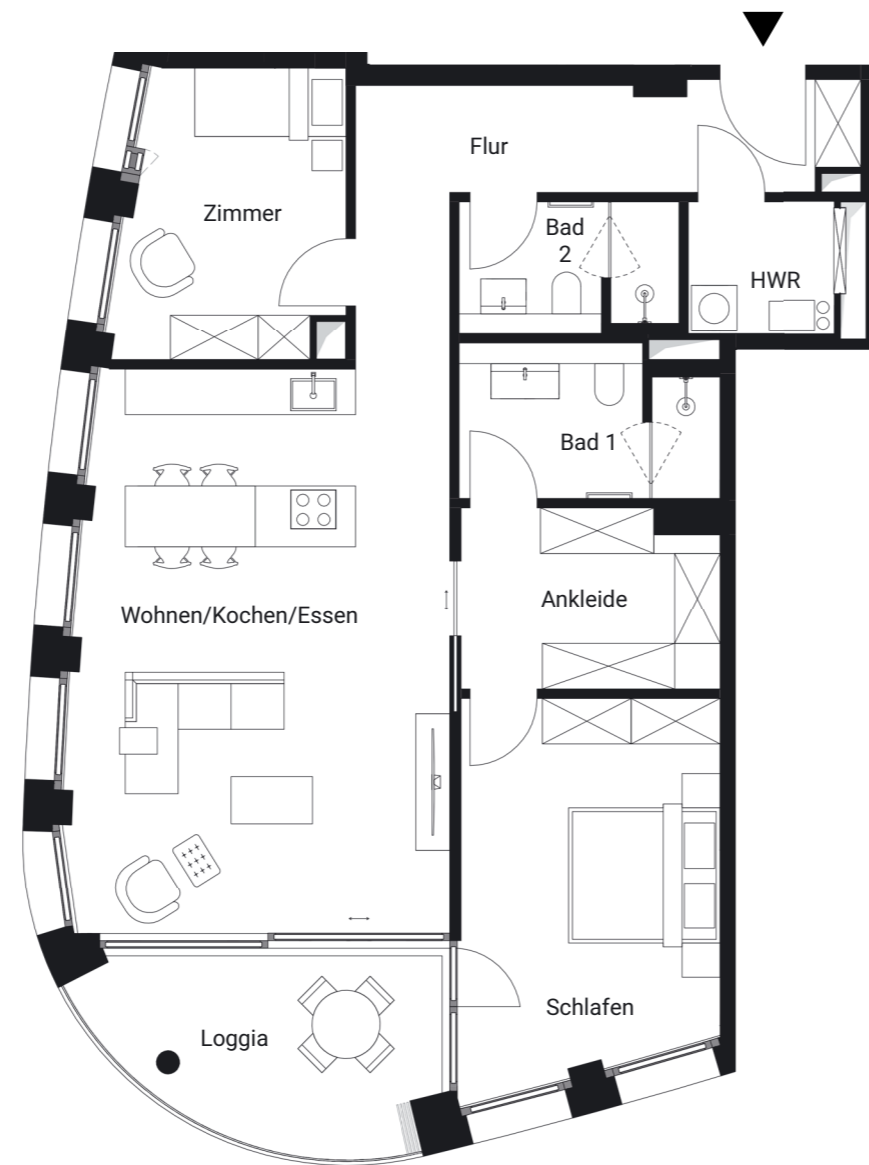 Flur
Zimmer
Bad
2
HWR
Bad 1
Ankleide
Wohnen/Kochen/Essen
Schlafen
Loggia